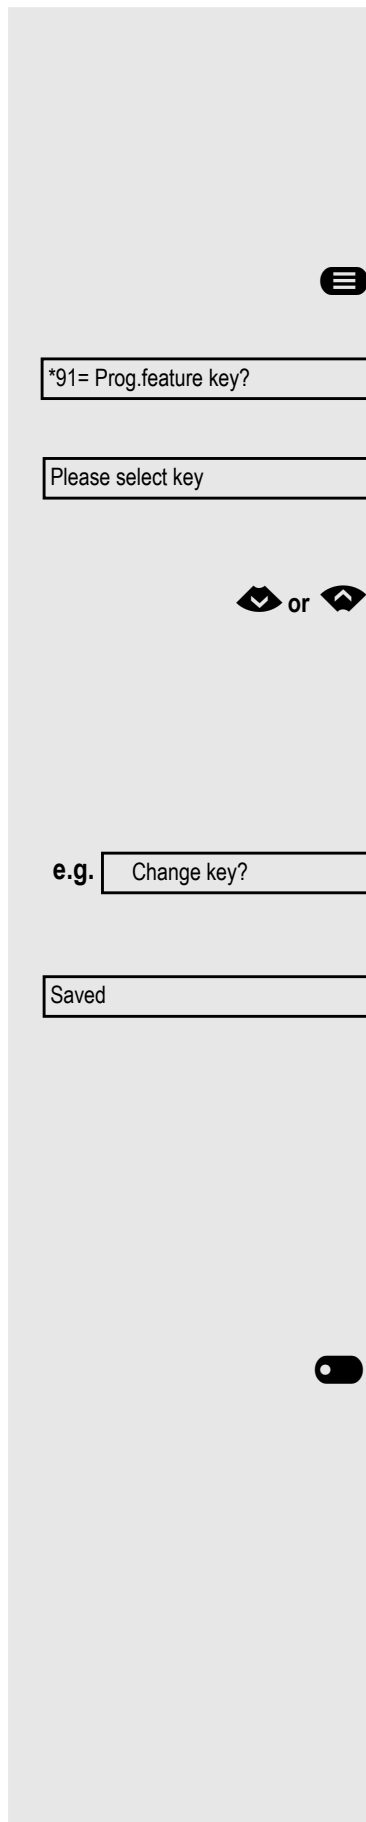 *91= Prog.feature key?
Please select key
or
e.g. Change key?
Saved